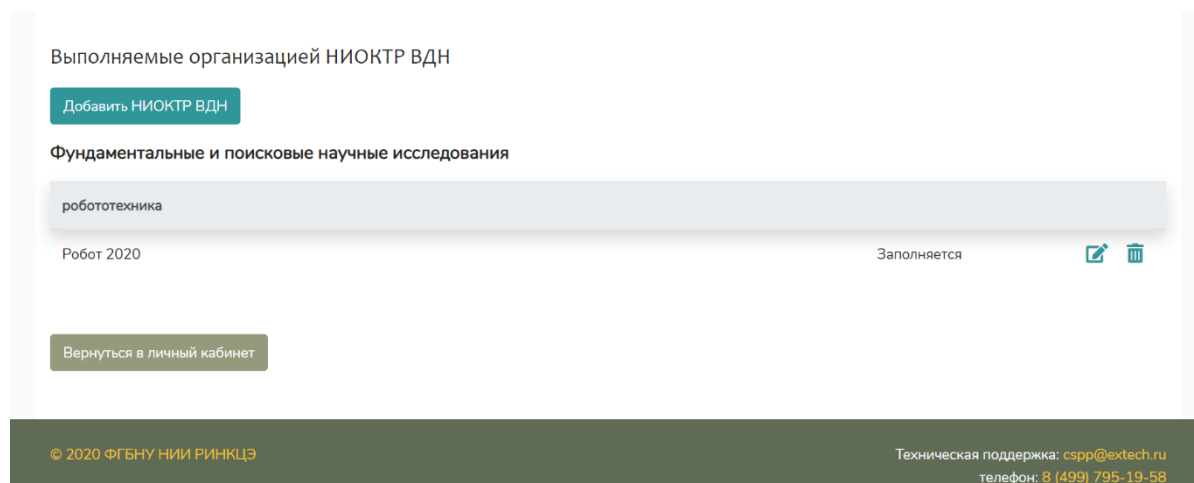 Выполняемые организацией НИОКТР ВДН
Добавить НИОКТР ВДН
Фундаментальные и поисковые научные исследования
робототехника
Робот 2020 Заполняется
Вернуться в личный кабинет
© 2020 ФГБНУ НИИ РИНКЦЭ
Техническая поддержка: cspp@extech.ru
телефон: 8 (499) 795-19-58